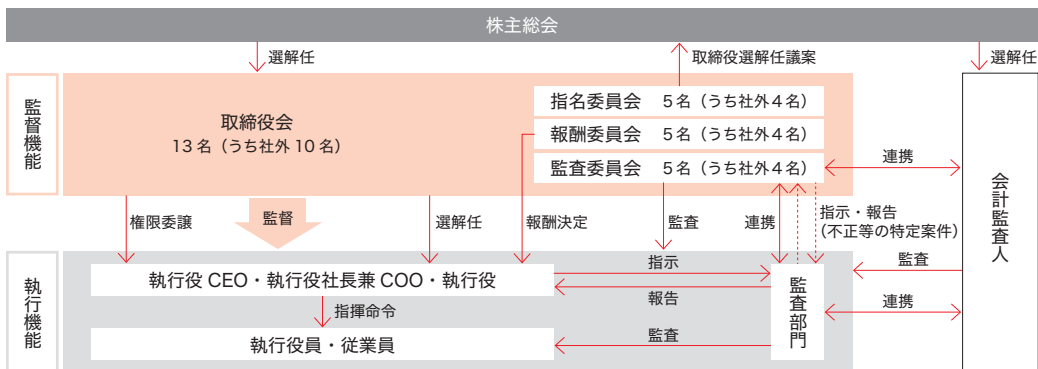 株主総会
選解任
取締役選解任議案
選解任
監督機能
取締役会
13名（うち社外10名）
指名委員会 5名（うち社外4名）
報酬委員会 5名（うち社外4名）
監査委員会 5名（うち社外4名）
連携
会計監査人
権限委譲
監督
選解任
報酬決定
監査
連携
指示・報告
（不正等の特定案件）
執行機能
執行役CEO・執行役社長兼COO・執行役
指示
報告
監査部門
監査
連携
指揮命令
執行役員・従業員
監査